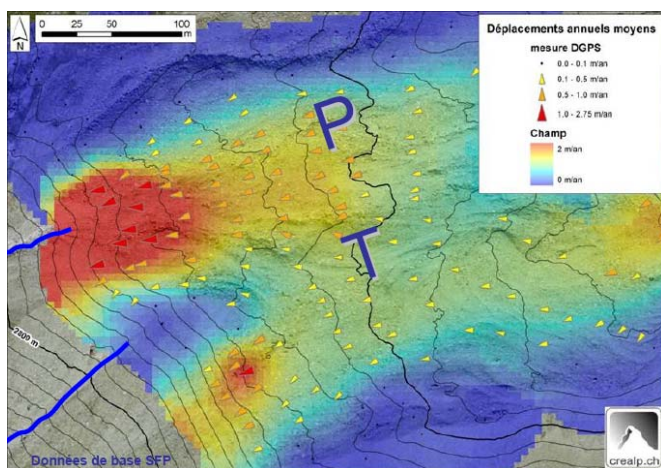 0 25 50 100
m
N
Déplacements annuels moyens
mesure DGPS
0.0 - 0.1 m/an
0.1 - 0.5 m/an
0.5 - 1.0 m/an
1.0 - 2.75 m/an
Champ
2 m/an
0 m/an
P
T
2800 m
Données de base SFP
crealp.ch